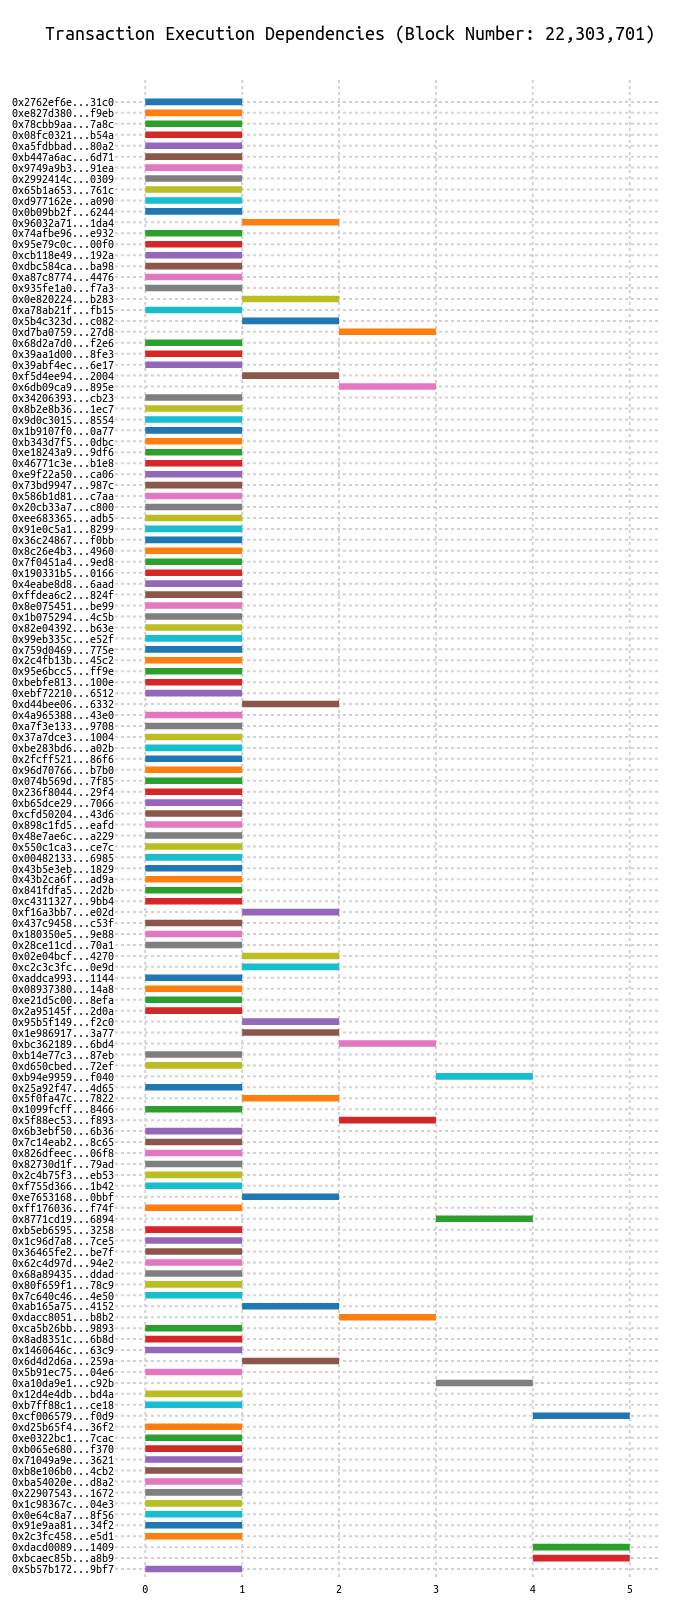 Transaction Execution Dependencies (Block Number: 22,303,701)
0x2762ef6e...31c0
0xe827d380...f9eb
0x78cbb9aa...7a8c
0x08fc0321...b54a
0xa5fdbbad...80a2
0xb447a6ac...6d71
0x9749a9b3...91ea
0x2992414c...0309
0x65b1a653...761c
0xd977162e...a090
0x0b09bb2f...6244
0x96032a71...1da4
0x74afbe96...e932
0x95e79c0c...00f0
0xcb118e49...192a
0xdbc584ca...ba98
0xa87c8774...4476
0x935fe1a0...f7a3
0x0e820224...b283
0xa78ab21f...fb15
0x5b4c323d...c082
0xd7ba0759...27d8
0x68d2a7d0...f2e6
0x39aa1d00...8fe3
0x39abf4ec...6e17
0xf5d4ee94...2004
0x6db09ca9...895e
0x34206393...cb23
0x8b2e8b36...1ec7
0x9d0c3015...8554
0x1b9107f0...0a77
0xb343d7f5...0dbc
0xe18243a9...9df6
0x46771c3e...b1e8
0xe9f22a50...ca06
0x73bd9947...987c
0x586b1d81...c7aa
0x20cb33a7...c800
0xee683365...adb5
0x91e0c5a1...8299
0x36c24867...f0bb
0x8c26e4b3...4960
0x7f0451a4...9ed8
0x190331b5...0166
0x4eabe8d8...6aad
0xffdea6c2...824f
0x8e075451...be99
0x1b075294...4c5b
0x82e04392...b63e
0x99eb335c...e52f
0x759d0469...775e
0x2c4fb13b...45c2
0x95e6bcc5...ff9e
0xbebfe813...100e
0xebf72210...6512
0xd44bee06...6332
0x4a965388...43e0
0xa7f3e133...9708
0x37a7dce3...1004
0xbe283bd6...a02b
0x2fcff521...86f6
0x96d70766...b7b0
0x074b569d...7f85
0x236f8044...29f4
0xb65dce29...7066
0xcfd50204...43d6
0x898c1fd5...eafd
0x48e7ae6c...a229
0x550c1ca3...ce7c
0x00482133...6985
0x43b5e3eb...1829
0x43b2ca6f...ad9a
0x841fdfa5...2d2b
0xc4311327...9bb4
0xf16a3bb7...e02d
0x437c9458...c53f
0x180350e5...9e88
0x28ce11cd...70a1
0x02e04bcf...4270
0xc2c3c3fc...0e9d
0xaddca993...1144
0x08937380...14a8
0xe21d5c00...8efa
0x2a95145f...2d0a
0x95b5f149...f2c0
0x1e986917...3a77
0xbc362189...6bd4
0xb14e77c3...87eb
0xd650cbed...72ef
0xb94e9959...f040
0x25a92f47...4d65
0x5f0fa47c...7822
0x1099fcff...8466
0x5f88ec53...f893
0x6b3ebf50...6b36
0x7c14eab2...8c65
0x826dfeec...06f8
0x82730d1f...79ad
0x2c4b75f3...eb53
0xf755d366...1b42
0xe7653168...0bbf
0xff176036...f74f
0x8771cd19...6894
0xb5eb6595...3258
0x1c96d7a8...7ce5
0x36465fe2...be7f
0x62c4d97d...94e2
0x68a89435...ddad
0x80f659f1...78c9
0x7c640c46...4e50
0xab165a75...4152
0xdacc8051...b8b2
0xca5b26bb...9893
0x8ad8351c...6b8d
0x1460646c...63c9
0x6d4d2d6a...259a
0x5b91ec75...04e6
0xa10da9e1...c92b
0x12d4e4db...bd4a
0xb7ff88c1...ce18
0xcf006579...f0d9
0xd25b65f4...36f2
0xe0322bc1...7cac
0xb065e680...f370
0x71049a9e...3621
0xb8e106b0...4cb2
0xba54020e...d8a2
0x22907543...1672
0x1c98367c...04e3
0x0e64c8a7...8f56
0x91e9aa81...34f2
0x2c3fc458...e5d1
0xdacd0089...1409
0xbcaec85b...a8b9
0x5b57b172...9bf7
0 1 2 3 4 5